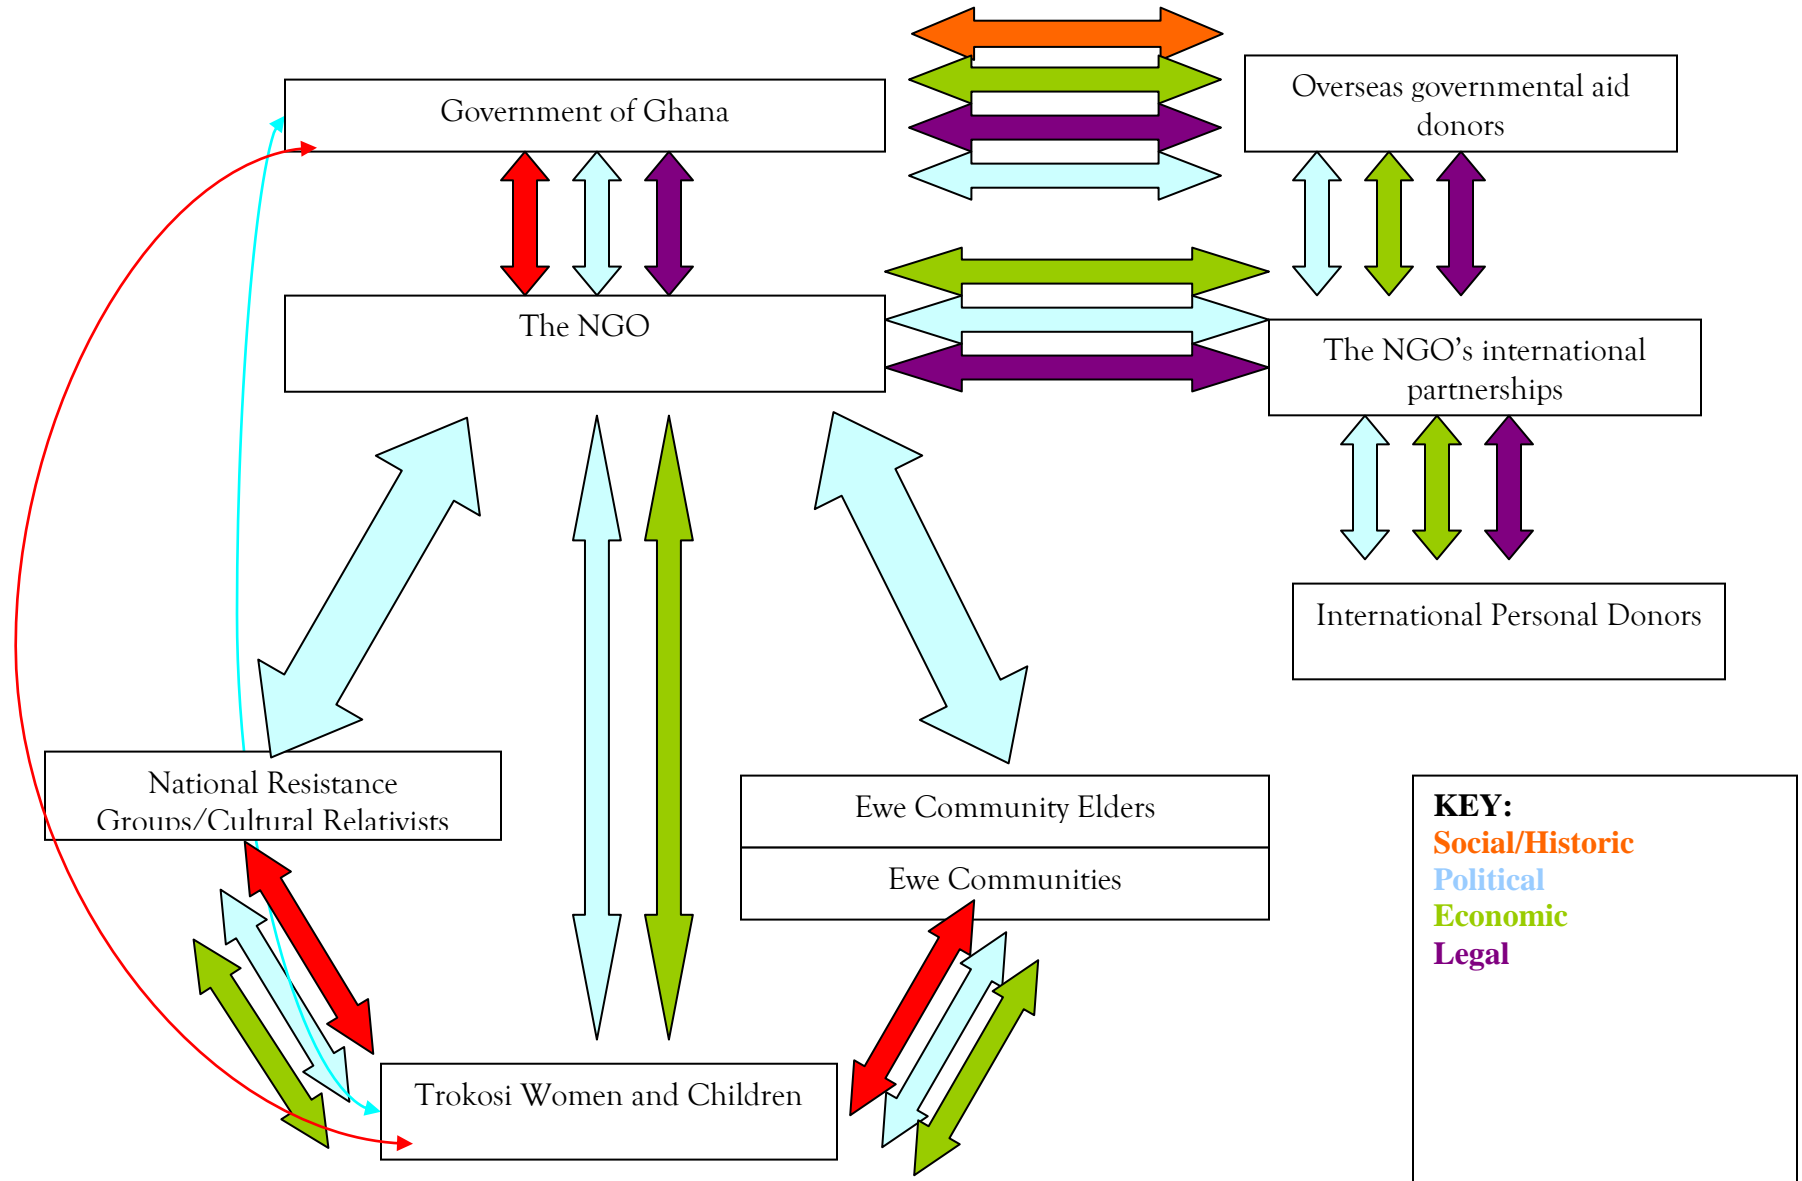 Government of Ghana
Overseas governmental aid
donors
The NGO
The NGO’s international
partnerships
International Personal Donors
National Resistance
Groups/Cultural Relativists
Ewe Community Elders
Ewe Communities
Trokosi Women and Children
KEY:
Social/Historic
Political
Economic
Legal